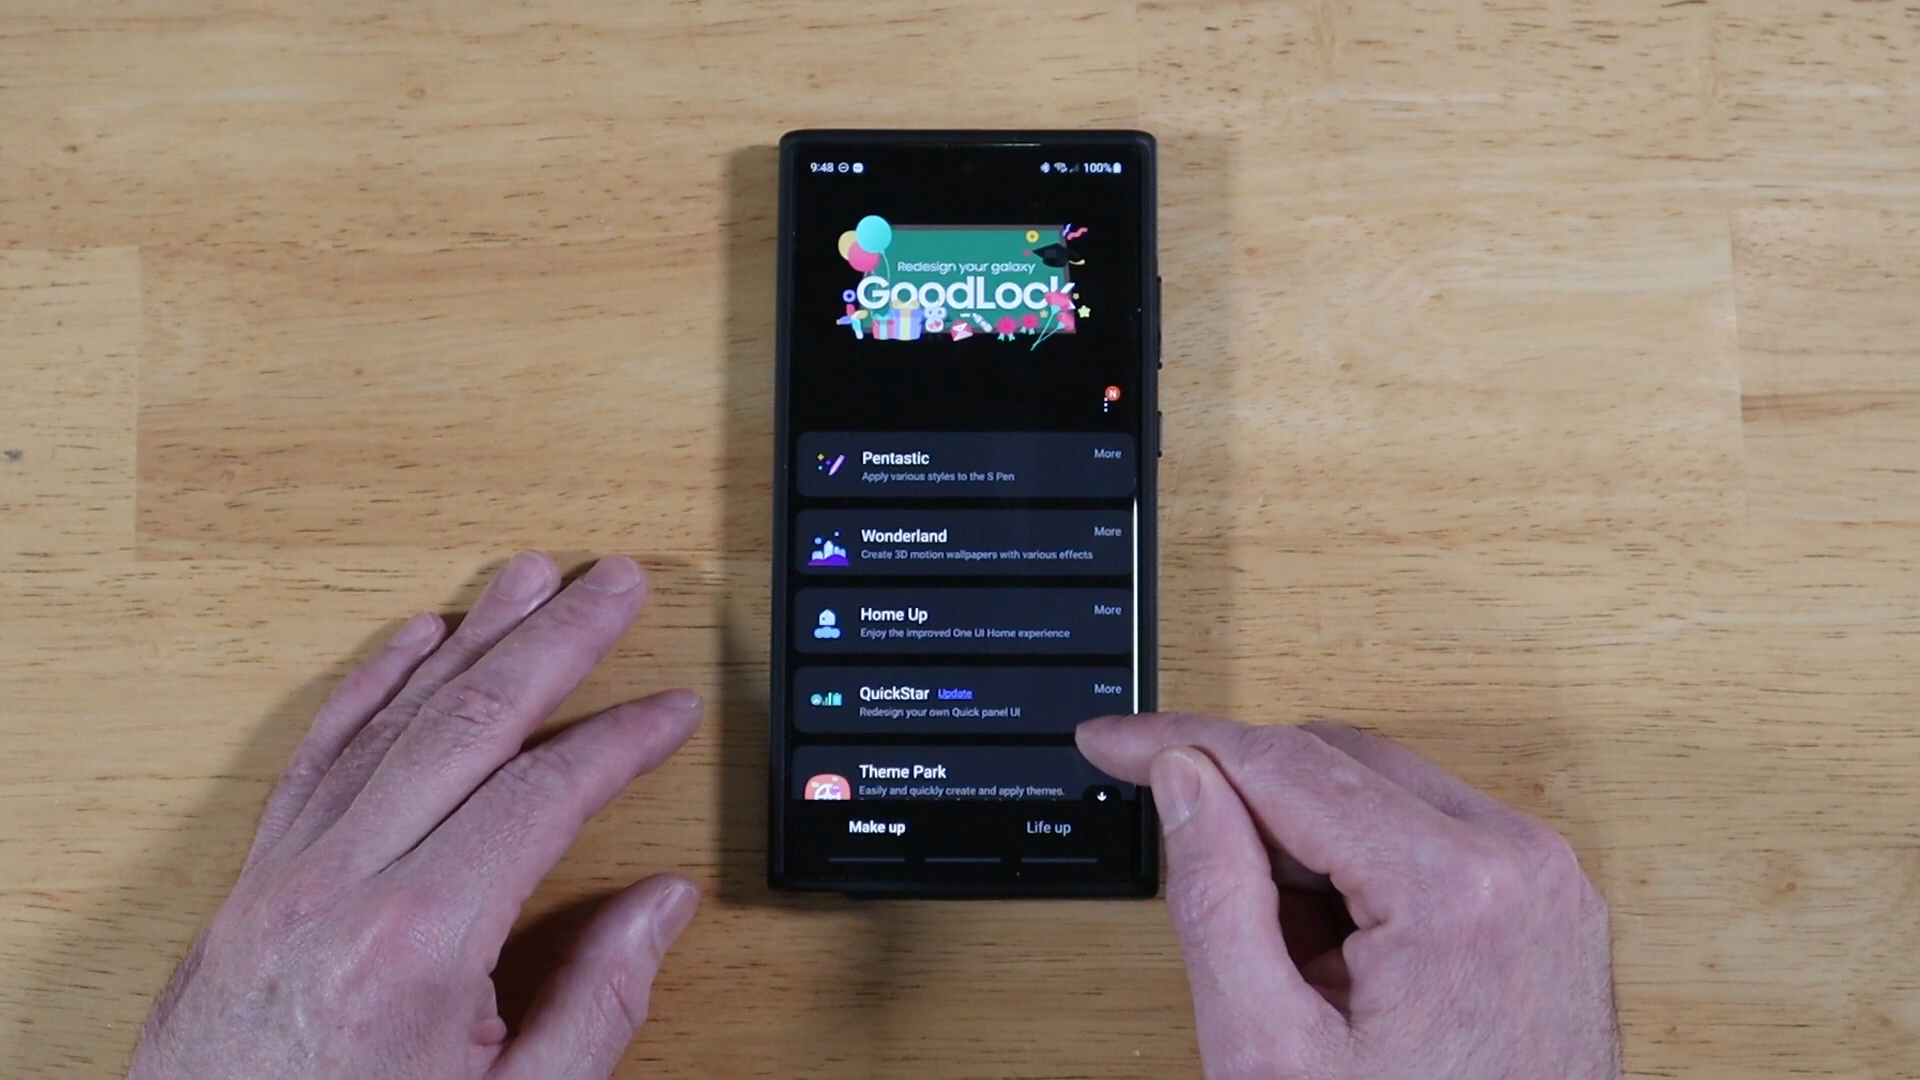 9:48
100%
Redesign your galaxy
GoodLock
N
Pentastic
More
Apply various styles to the S Pen
Wonderland
More
Create 3D motion wallpapers with various effects
Home Up
More
Enjoy the improved One UI Home experience
QuickStar Update
More
Redesign your own Quick panel UI
Theme Park
Easily and quickly create and apply themes.
Make up
Life up